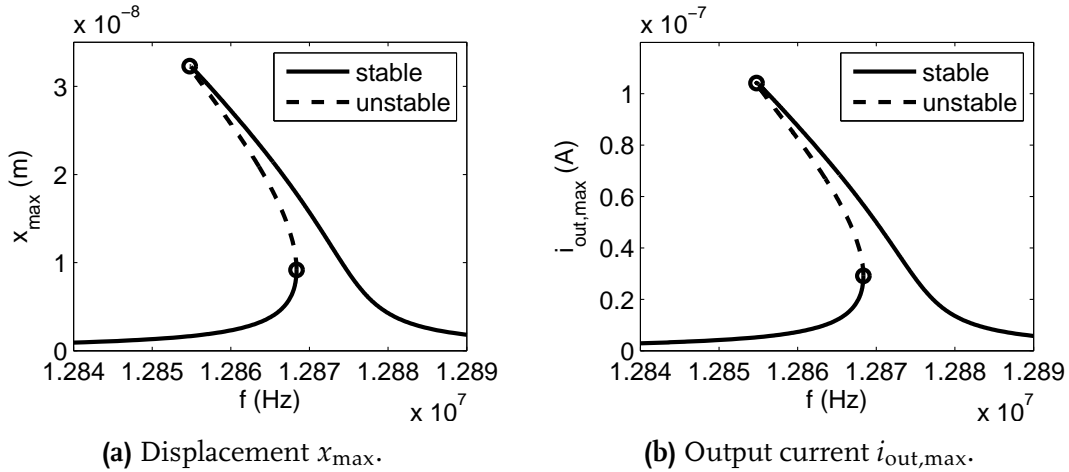 x 10^-8
3
2
1
0
x_max (m)
stable
unstable
1.284 1.285 1.286 1.287 1.288 1.289
f (Hz)
x 10^7
(a) Displacement x_max.
x 10^-7
1
0.8
0.6
0.4
0.2
0
i_out,max (A)
stable
unstable
1.284 1.285 1.286 1.287 1.288 1.289
f (Hz)
x 10^7
(b) Output current i_out,max.